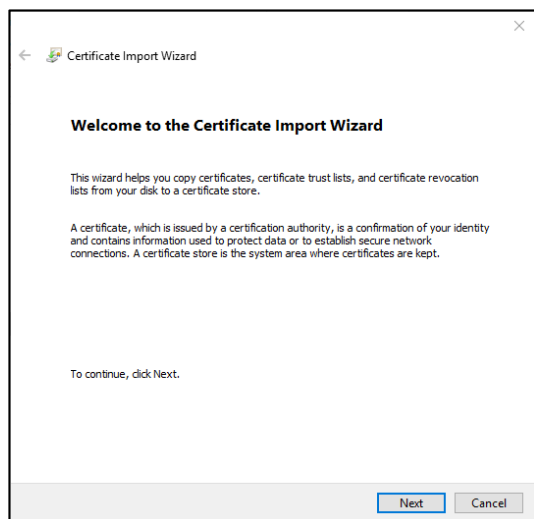 Certificate Import Wizard
Welcome to the Certificate Import Wizard
This wizard helps you copy certificates, certificate trust lists, and certificate revocation
lists from your disk to a certificate store.
A certificate, which is issued by a certification authority, is a confirmation of your identity
and contains information used to protect data or to establish secure network
connections. A certificate store is the system area where certificates are kept.
To continue, click Next.
Next Cancel